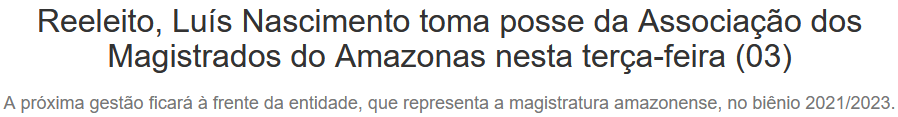 Reeleito, Luís Nascimento toma posse da Associação dos
Magistrados do Amazonas nesta terça-feira (03)
A próxima gestão ficará à frente da entidade, que representa a magistratura amazonense, no biênio 2021/2023.